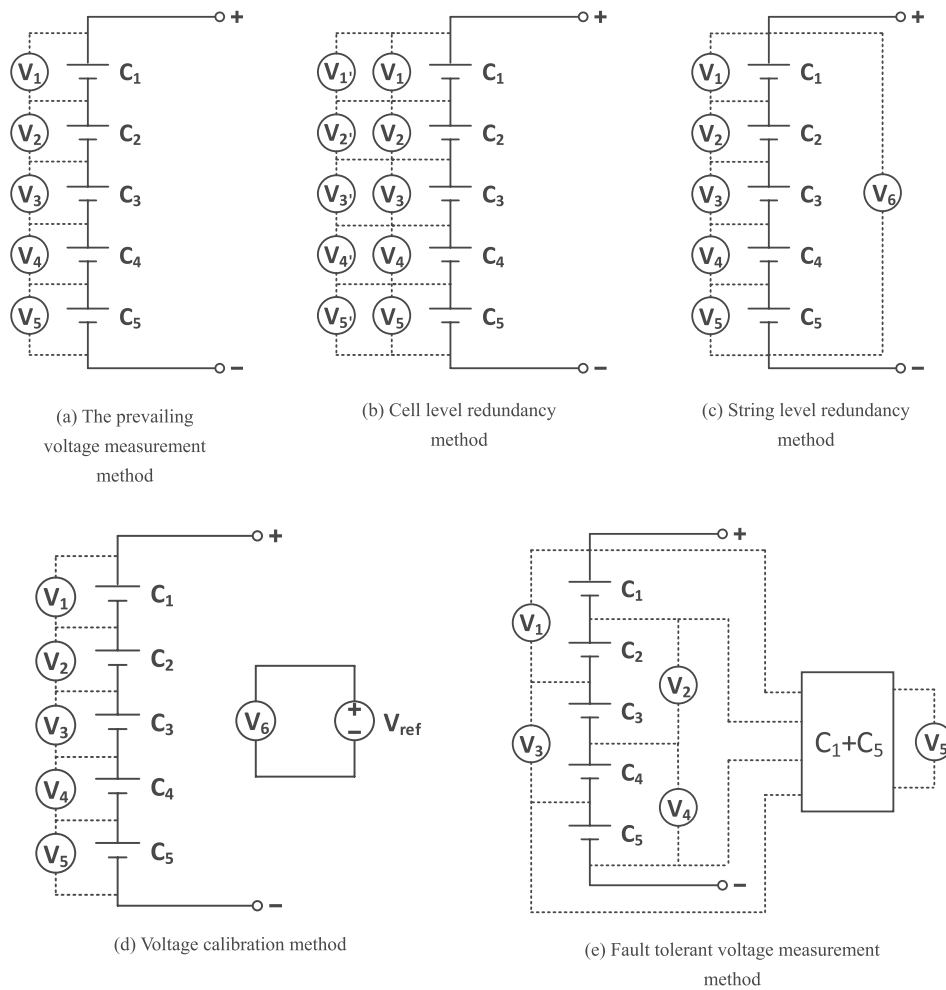 +
V1
C1
V2
C2
V3
C3
V4
C4
V5
C5
−
(a) The prevailing
voltage measurement
method
+
V1' V1
C1
V2' V2
C2
V3' V3
C3
V4' V4
C4
V5' V5
C5
−
(b) Cell level redundancy
method
+
V1
C1
V2
C2
V3
C3
V6
V4
C4
V5
C5
−
(c) String level redundancy
method
+
V1
C1
V2
C2
V3
C3
V4
C4
V5
C5
−
V6
+
−
Vref
(d) Voltage calibration method
+
C1
V1
C2
V2
C3
V3
C4
V4
C5
−
C1+C5
V5
(e) Fault tolerant voltage measurement
method